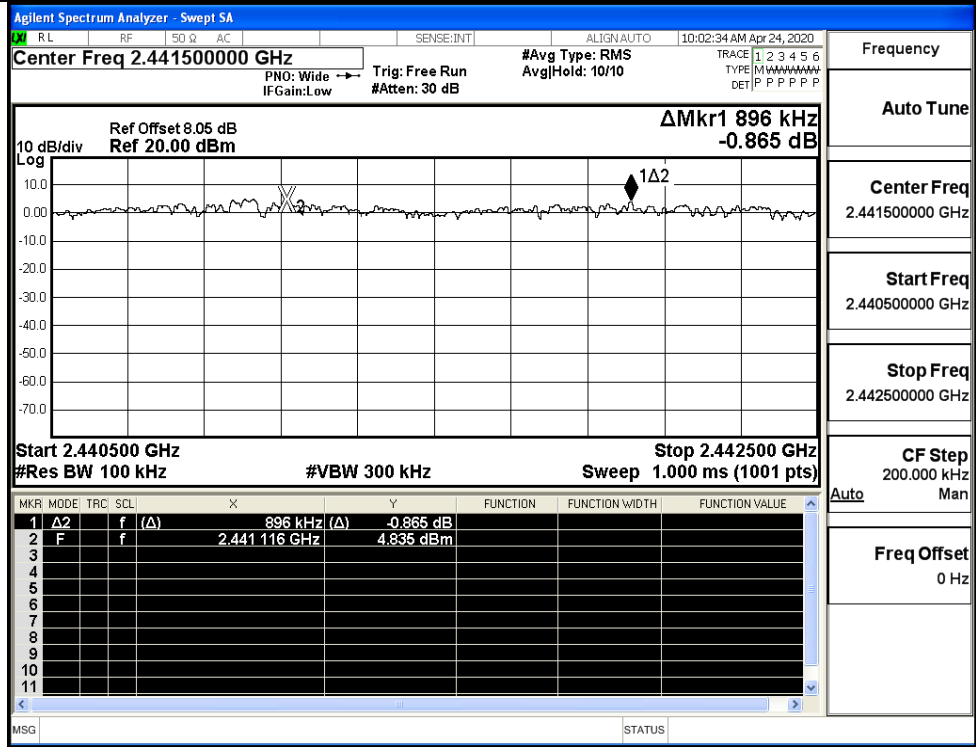 Agilent Spectrum Analyzer - Swept SA
LXI RL RF 50 Ω AC SENSE:INT ALIGN AUTO 10:02:34 AM Apr 24, 2020
Center Freq 2.441500000 GHz
PNO: Wide
IFGain:Low
Trig: Free Run
#Atten: 30 dB
#Avg Type: RMS
Avg|Hold: 10/10
TRACE 1 2 3 4 5 6
TYPE M WWWWW
DET P P P P P P
ΔMkr1 896 kHz
-0.865 dB
Ref Offset 8.05 dB
10 dB/div Ref 20.00 dBm
Log
10.0
0.00
-10.0
-20.0
-30.0
-40.0
-50.0
-60.0
-70.0
2
1Δ2
Start 2.440500 GHz Stop 2.442500 GHz
#Res BW 100 kHz #VBW 300 kHz Sweep 1.000 ms (1001 pts)
MKR MODE TRC SCL X Y FUNCTION FUNCTION WIDTH FUNCTION VALUE
1 Δ2 f (Δ) 896 kHz (Δ) -0.865 dB
2 F f 2.441 116 GHz 4.835 dBm
3
4
5
6
7
8
9
10
11
MSG STATUS
Frequency
Auto Tune
Center Freq
2.441500000 GHz
Start Freq
2.440500000 GHz
Stop Freq
2.442500000 GHz
CF Step
200.000 kHz
Auto Man
Freq Offset
0 Hz